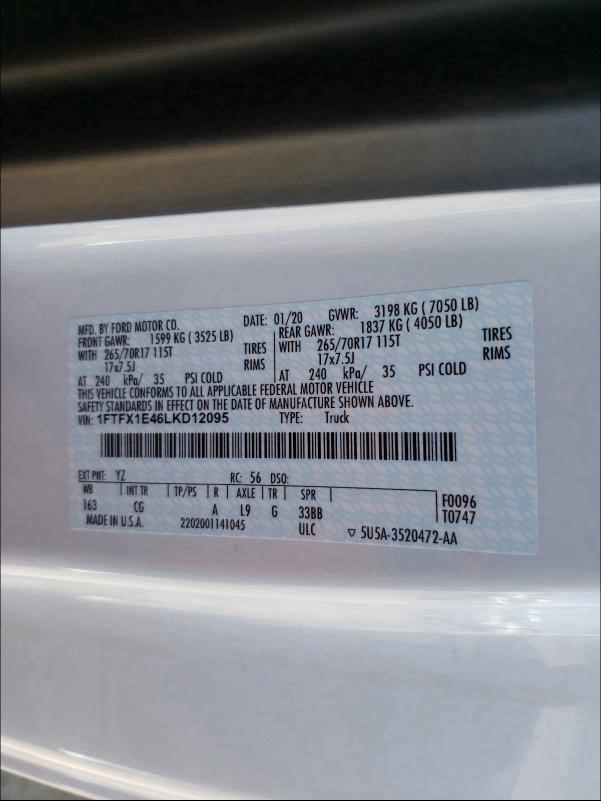 MFD. BY FORD MOTOR CO. DATE: 01/20 GVWR: 3198 KG ( 7050 LB)
FRONT GAWR: 1599 KG ( 3525 LB) REAR GAWR: 1837 KG ( 4050 LB)
WITH 265/70R17 115T TIRES WITH 265/70R17 115T TIRES
17x7.5J RIMS 17x7.5J RIMS
AT 240 kPa/ 35 PSI COLD AT 240 kPa/ 35 PSI COLD
THIS VEHICLE CONFORMS TO ALL APPLICABLE FEDERAL MOTOR VEHICLE
SAFETY STANDARDS IN EFFECT ON THE DATE OF MANUFACTURE SHOWN ABOVE.
VIN: 1FTFX1E46LKD12095 TYPE: Truck
EXT PNT: YZ RC: 56 DSO:
WB INT TR TP/PS R AXLE TR SPR F0096
163 CG A L9 G 33BB T0747
MADE IN U.S.A. 2202001141045 ULC ▽ 5U5A-3520472-AA